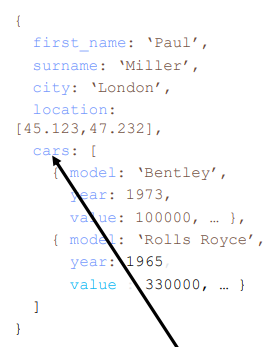 {
first_name: ‘Paul’,
surname: ‘Miller’,
city: ‘London’,
location:
[45.123,47.232],
cars: [
{ model: ‘Bentley’,
year: 1973,
value: 100000, … },
{ model: ‘Rolls Royce’,
year: 1965
value 330000, … }
]
}